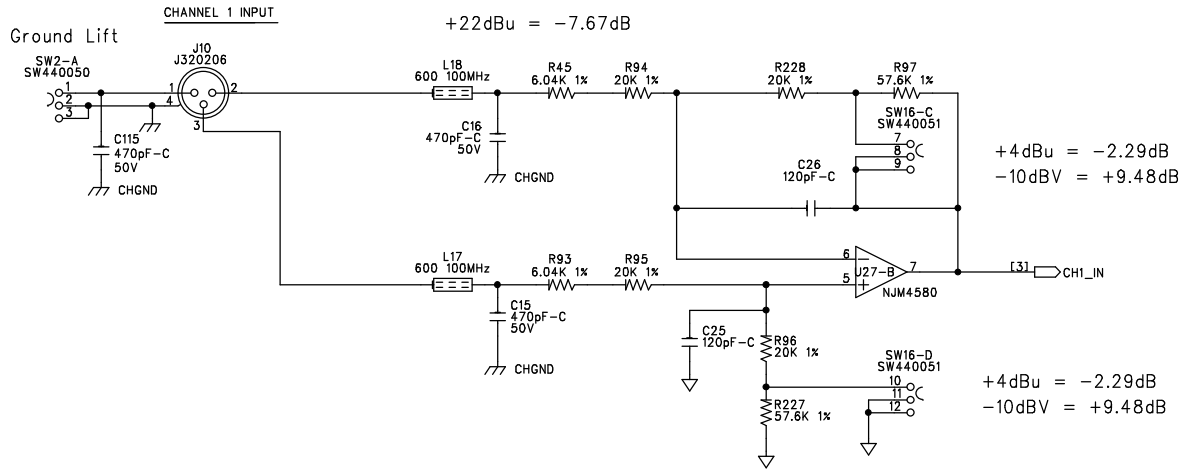 CHANNEL 1 INPUT
+22dBu = -7.67dB
Ground Lift
SW2-A
SW440050
1
2
3
J10
J320206
1
2
4
3
C115
470pF-C
50V
CHGND
L18
600 100MHz
C16
470pF-C
50V
CHGND
R45
6.04K 1%
R94
20K 1%
R228
20K 1%
R97
57.6K 1%
SW16-C
SW440051
7
8
9
C26
120pF-C
+4dBu = -2.29dB
-10dBV = +9.48dB
L17
600 100MHz
C15
470pF-C
50V
CHGND
R93
6.04K 1%
R95
20K 1%
6
5
7
U27-B
NJM4580
[3]
CH1_IN
C25
120pF-C
R96
20K 1%
R227
57.6K 1%
SW16-D
SW440051
10
11
12
+4dBu = -2.29dB
-10dBV = +9.48dB